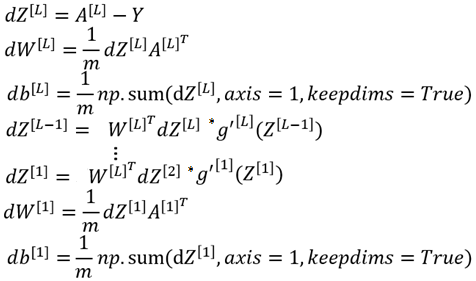 dZ^{[L]} = A^{[L]} − Y
dW^{[L]} = \frac{1}{m} dZ^{[L]} A^{[L]^T}
db^{[L]} = \frac{1}{m} np.sum(dZ^{[L]}, axis = 1, keepdims = True)
dZ^{[L-1]} = W^{[L]^T} dZ^{[L]} * g'^{[L]}(Z^{[L-1]})
⋮
dZ^{[1]} = W^{[L]^T} dZ^{[2]} * g'^{[1]}(Z^{[1]})
dW^{[1]} = \frac{1}{m} dZ^{[1]} A^{[1]^T}
db^{[1]} = \frac{1}{m} np.sum(dZ^{[1]}, axis = 1, keepdims = True)